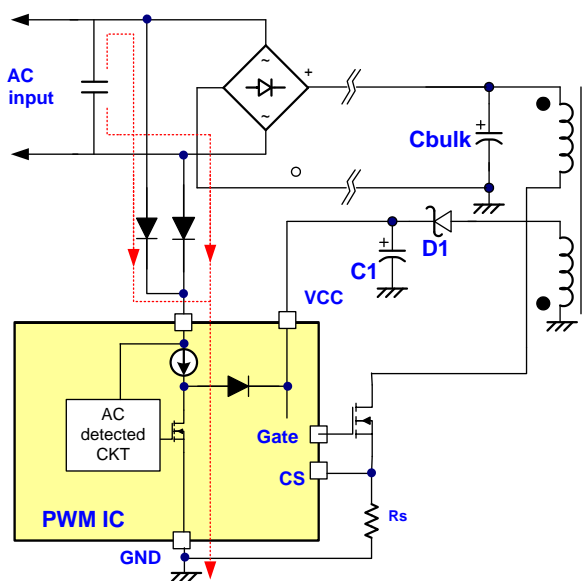 AC
input
~
+
~
+
Cbulk
+
C1
D1
VCC
AC
detected
CKT
Gate
CS
PWM IC
Rs
GND